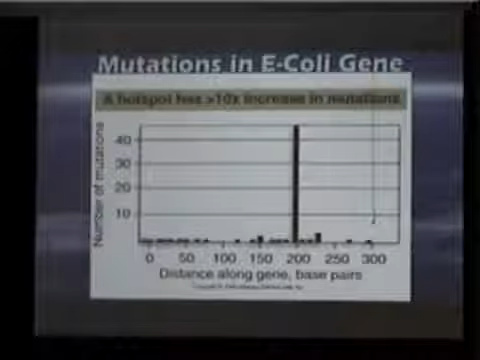 Mutations in E-Coli Gene
A hotspot has >10x increase in mutations
Number of mutations
40
30
20
10
0 50 100 150 200 250 300
Distance along gene, base pairs